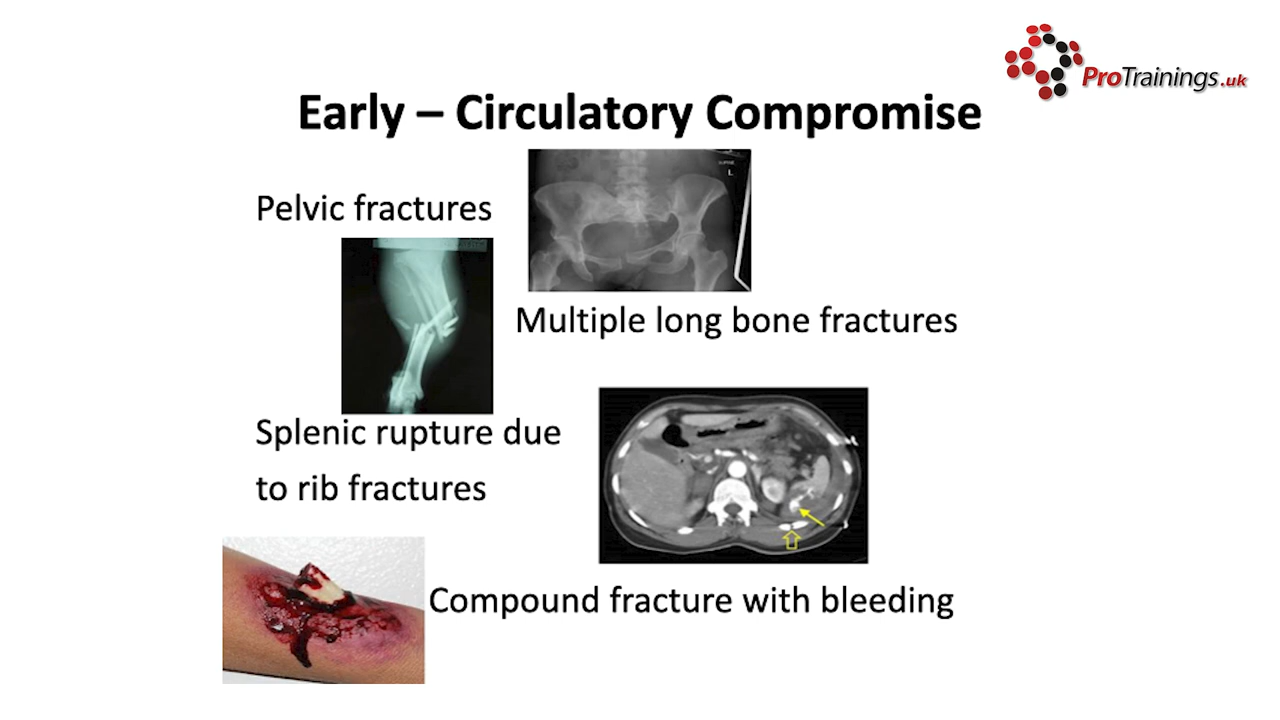 ProTrainings.uk
Early – Circulatory Compromise
L
Pelvic fractures
Multiple long bone fractures
Splenic rupture due
to rib fractures
Compound fracture with bleeding